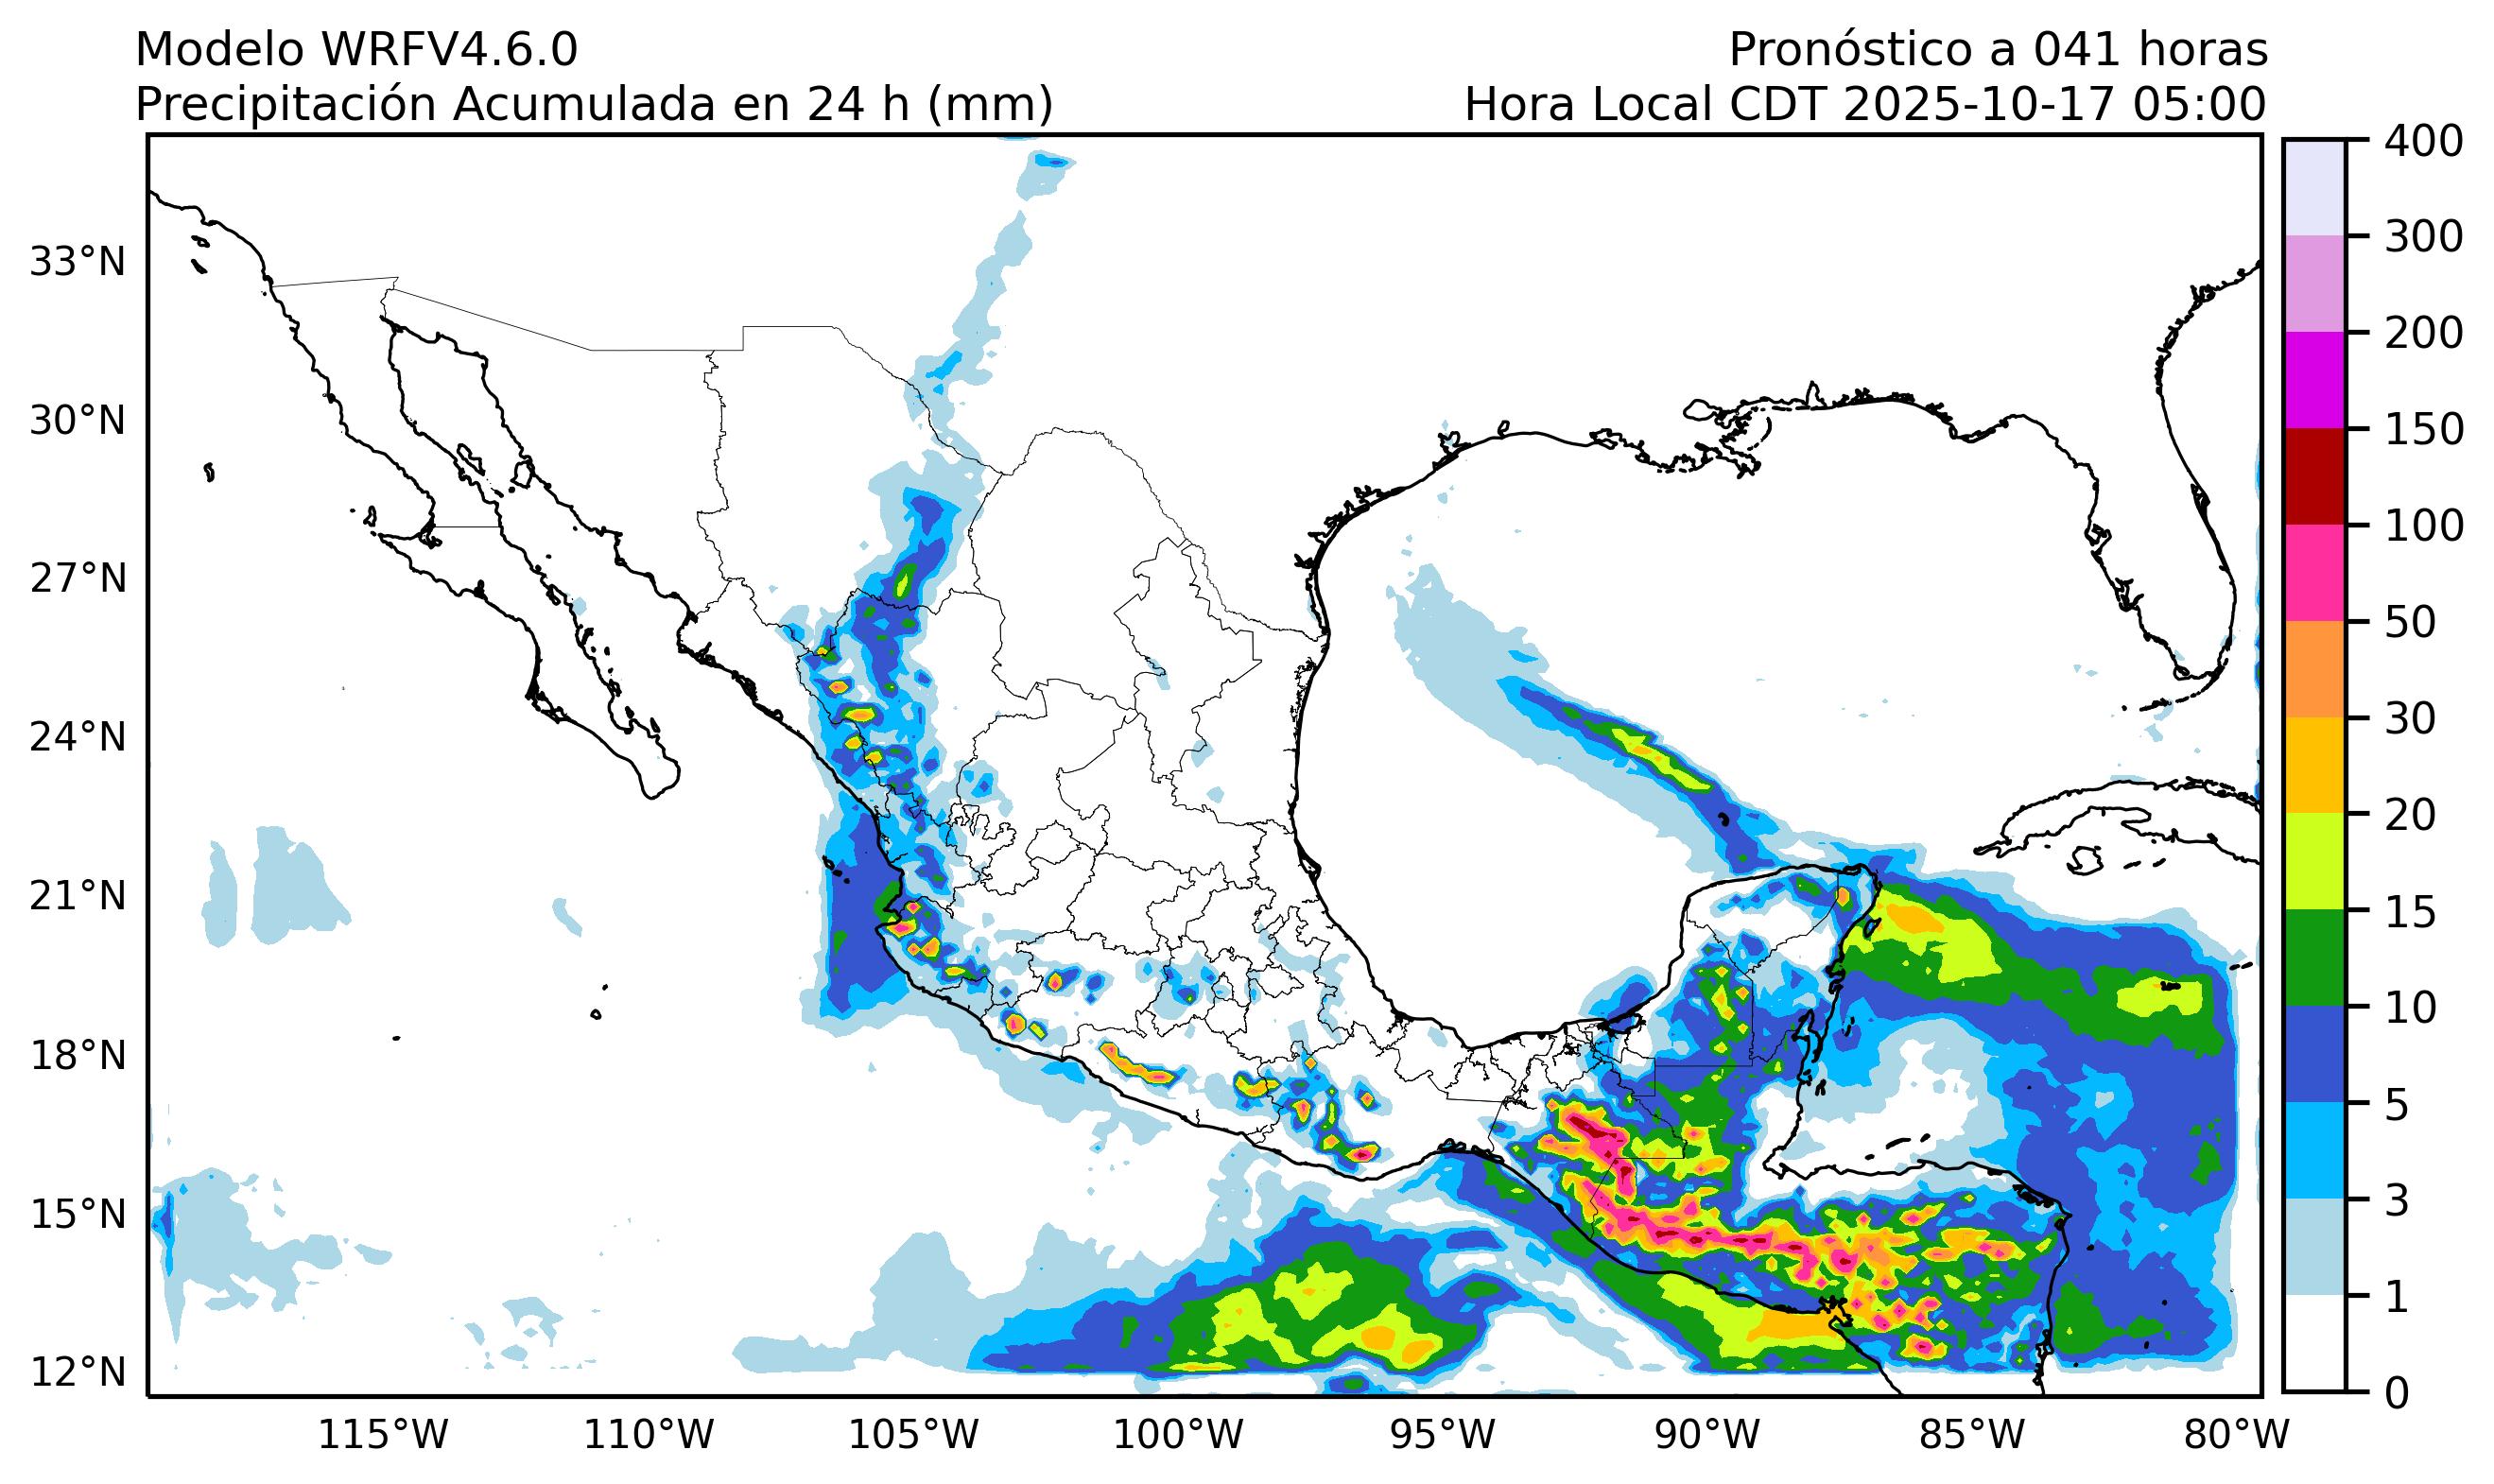 Modelo WRFV4.6.0
Pronóstico a 041 horas
Precipitación Acumulada en 24 h (mm)
Hora Local CDT 2025-10-17 05:00
33°N
30°N
27°N
24°N
21°N
18°N
15°N
12°N
115°W
110°W
105°W
100°W
95°W
90°W
85°W
80°W
400
300
200
150
100
50
30
20
15
10
5
3
1
0